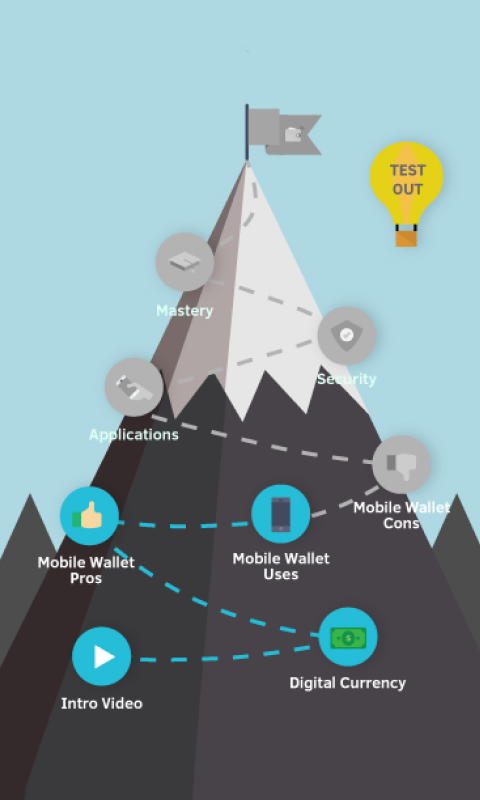 TEST
OUT
Mastery
Security
Applications
Mobile Wallet
Cons
Mobile Wallet
Pros
Mobile Wallet
Uses
Digital Currency
Intro Video